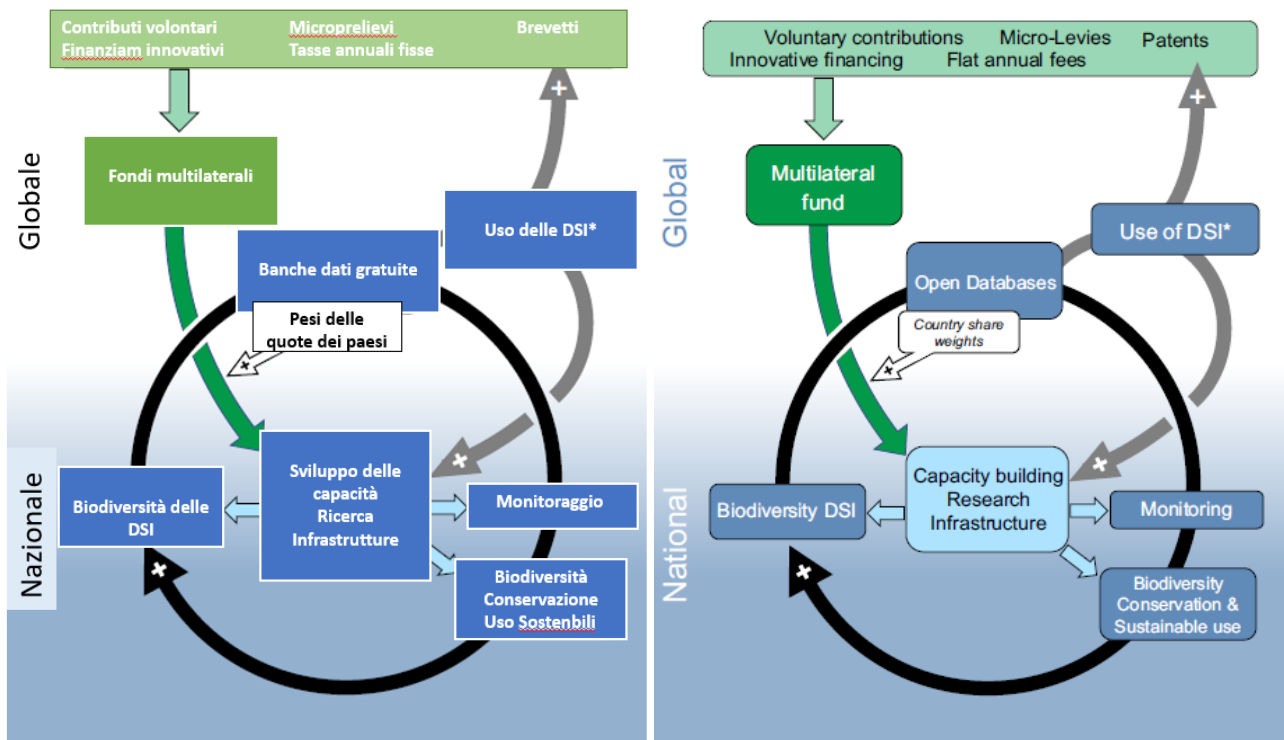 Contributi volontari
Microprelievi
Brevetti
Finanziam innovativi
Tasse annuali fisse
Globale
Fondi multilaterali
Uso delle DSI*
Banche dati gratuite
Pesi delle
quote dei paesi
Nazionale
Biodiversità delle
DSI
Sviluppo delle
capacità
Ricerca
Infrastrutture
Monitoraggio
Biodiversità
Conservazione
Uso Sostenbili
Voluntary contributions
Micro-Levies
Patents
Innovative financing
Flat annual fees
Global
Multilateral
fund
Use of DSI*
Open Databases
Country share
weights
National
Biodiversity DSI
Capacity building
Research
Infrastructure
Monitoring
Biodiversity
Conservation &
Sustainable use